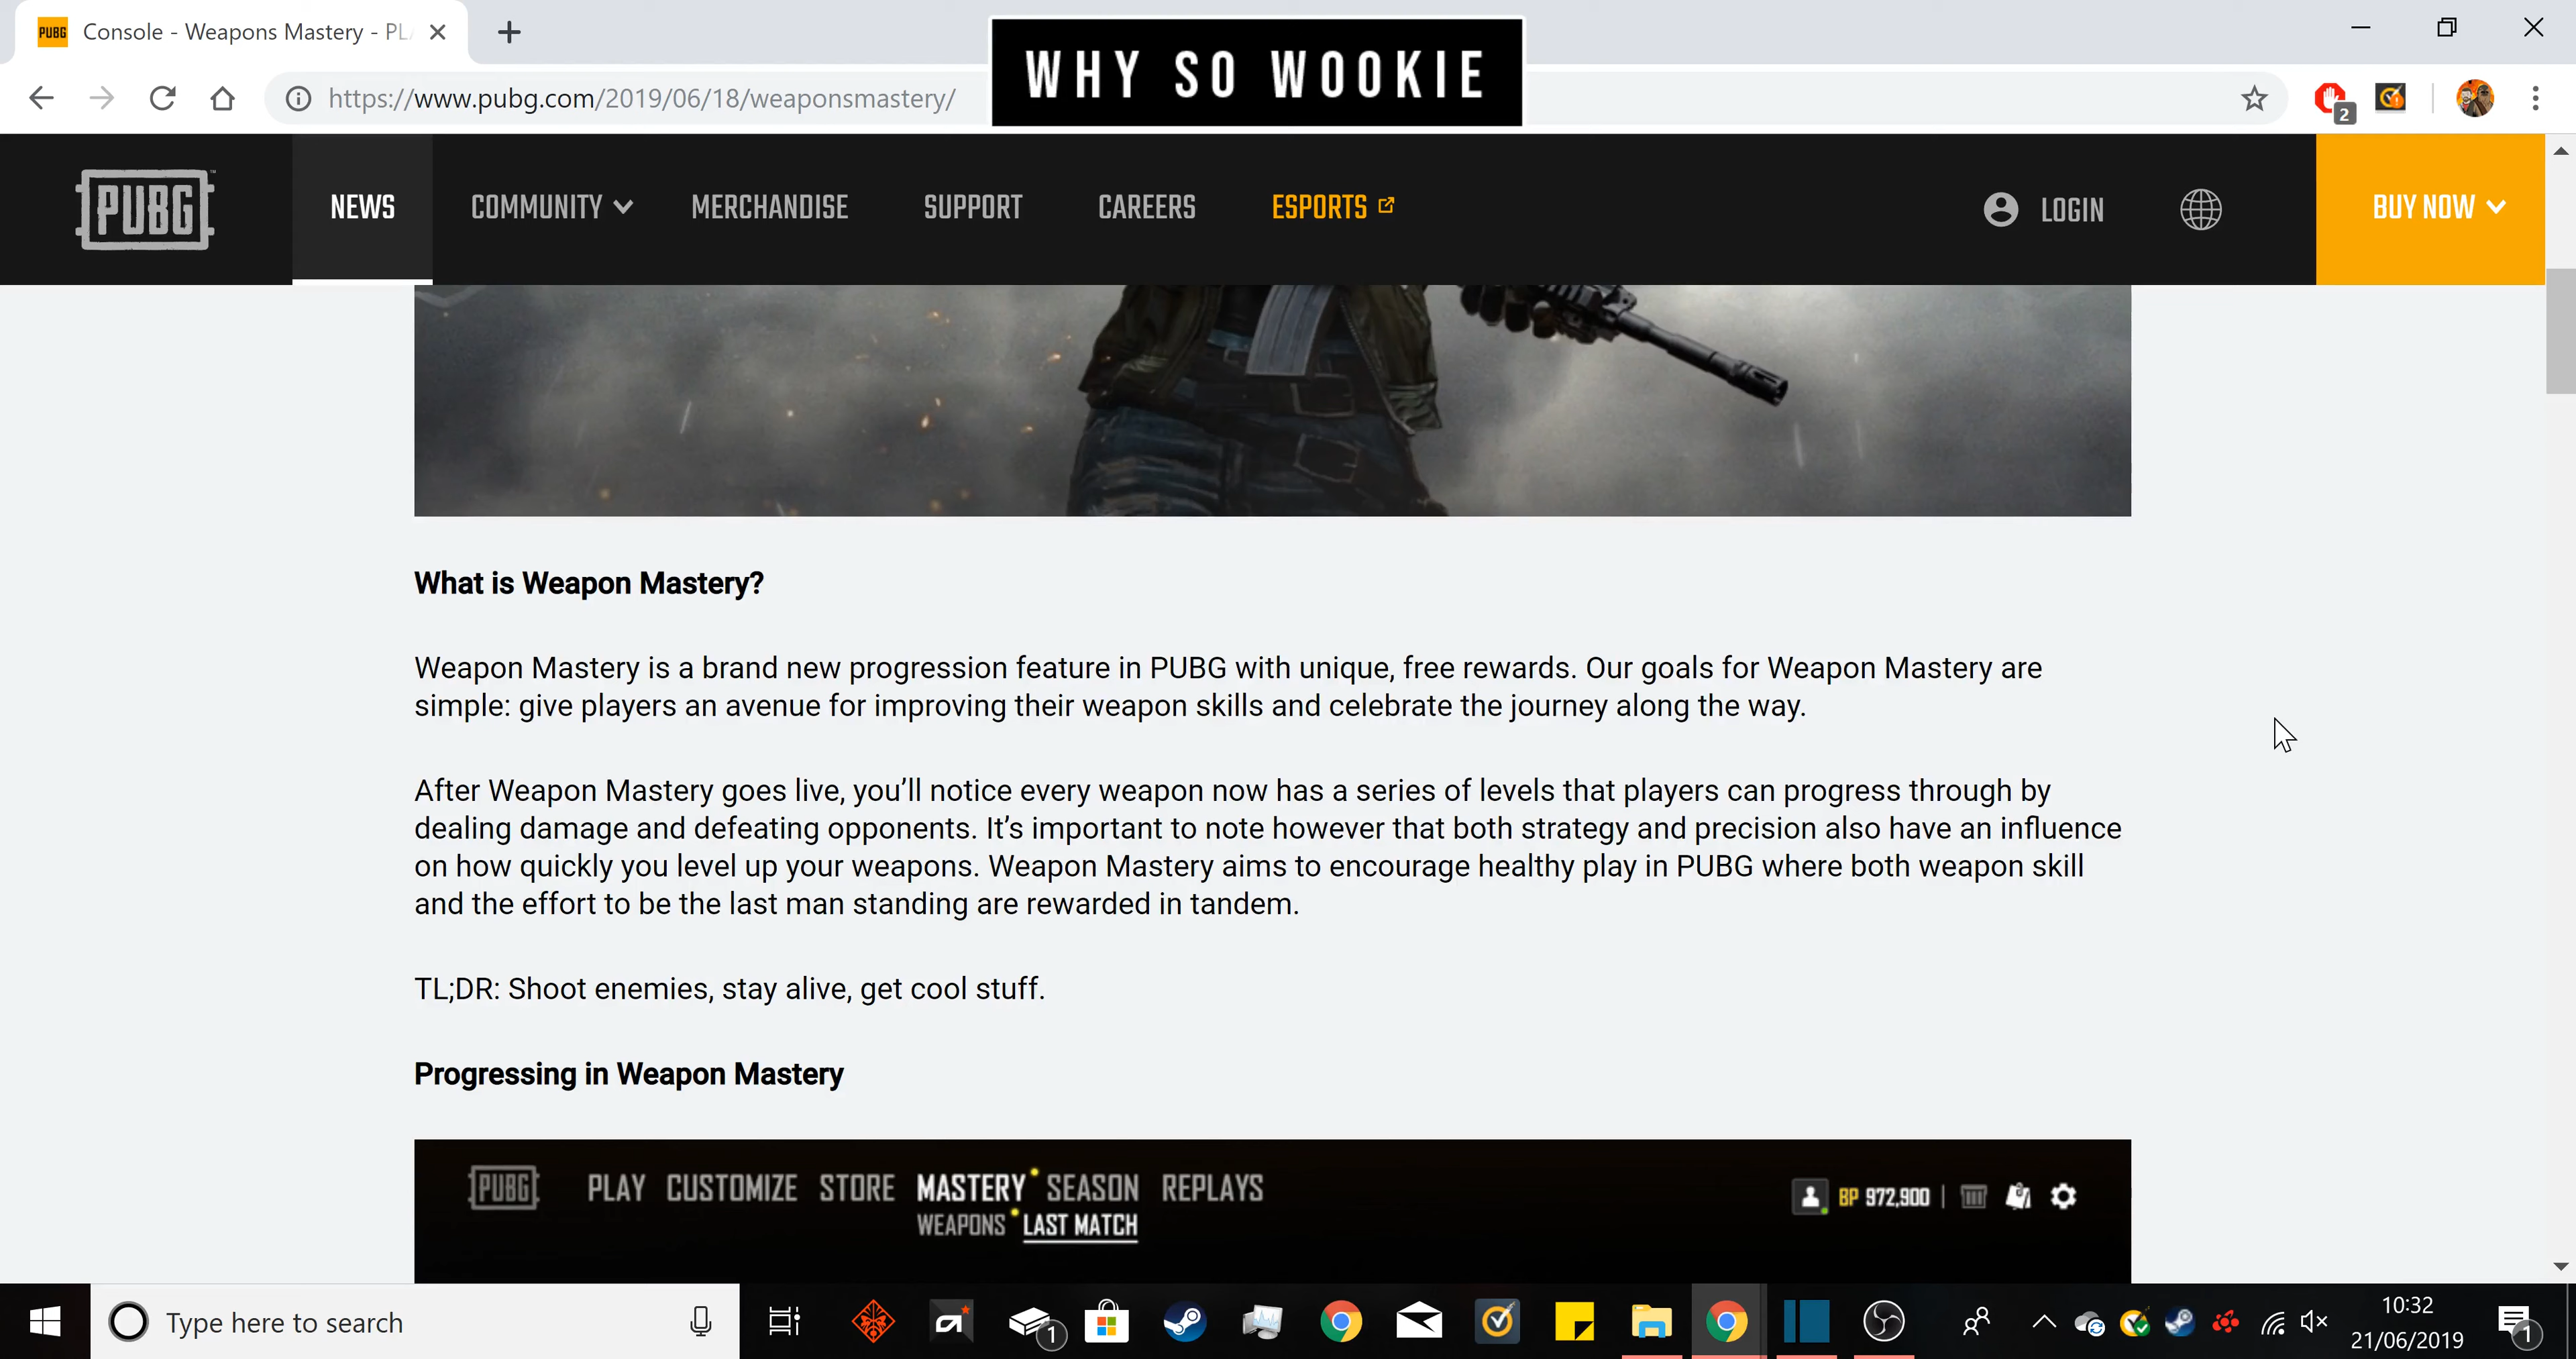 PUBG Console - Weapons Mastery - PL
WHY SO WOOKIE
https://www.pubg.com/2019/06/18/weaponsmastery/
2
PUBG NEWS COMMUNITY MERCHANDISE SUPPORT CAREERS ESPORTS LOGIN BUY NOW
What is Weapon Mastery?
Weapon Mastery is a brand new progression feature in PUBG with unique, free rewards. Our goals for Weapon Mastery are
simple: give players an avenue for improving their weapon skills and celebrate the journey along the way.
After Weapon Mastery goes live, you’ll notice every weapon now has a series of levels that players can progress through by
dealing damage and defeating opponents. It’s important to note however that both strategy and precision also have an influence
on how quickly you level up your weapons. Weapon Mastery aims to encourage healthy play in PUBG where both weapon skill
and the effort to be the last man standing are rewarded in tandem.
TL;DR: Shoot enemies, stay alive, get cool stuff.
Progressing in Weapon Mastery
PUBG PLAY CUSTOMIZE STORE MASTERY SEASON REPLAYS BP 972,900
WEAPONS LAST MATCH
Type here to search
1
10:32
21/06/2019
1